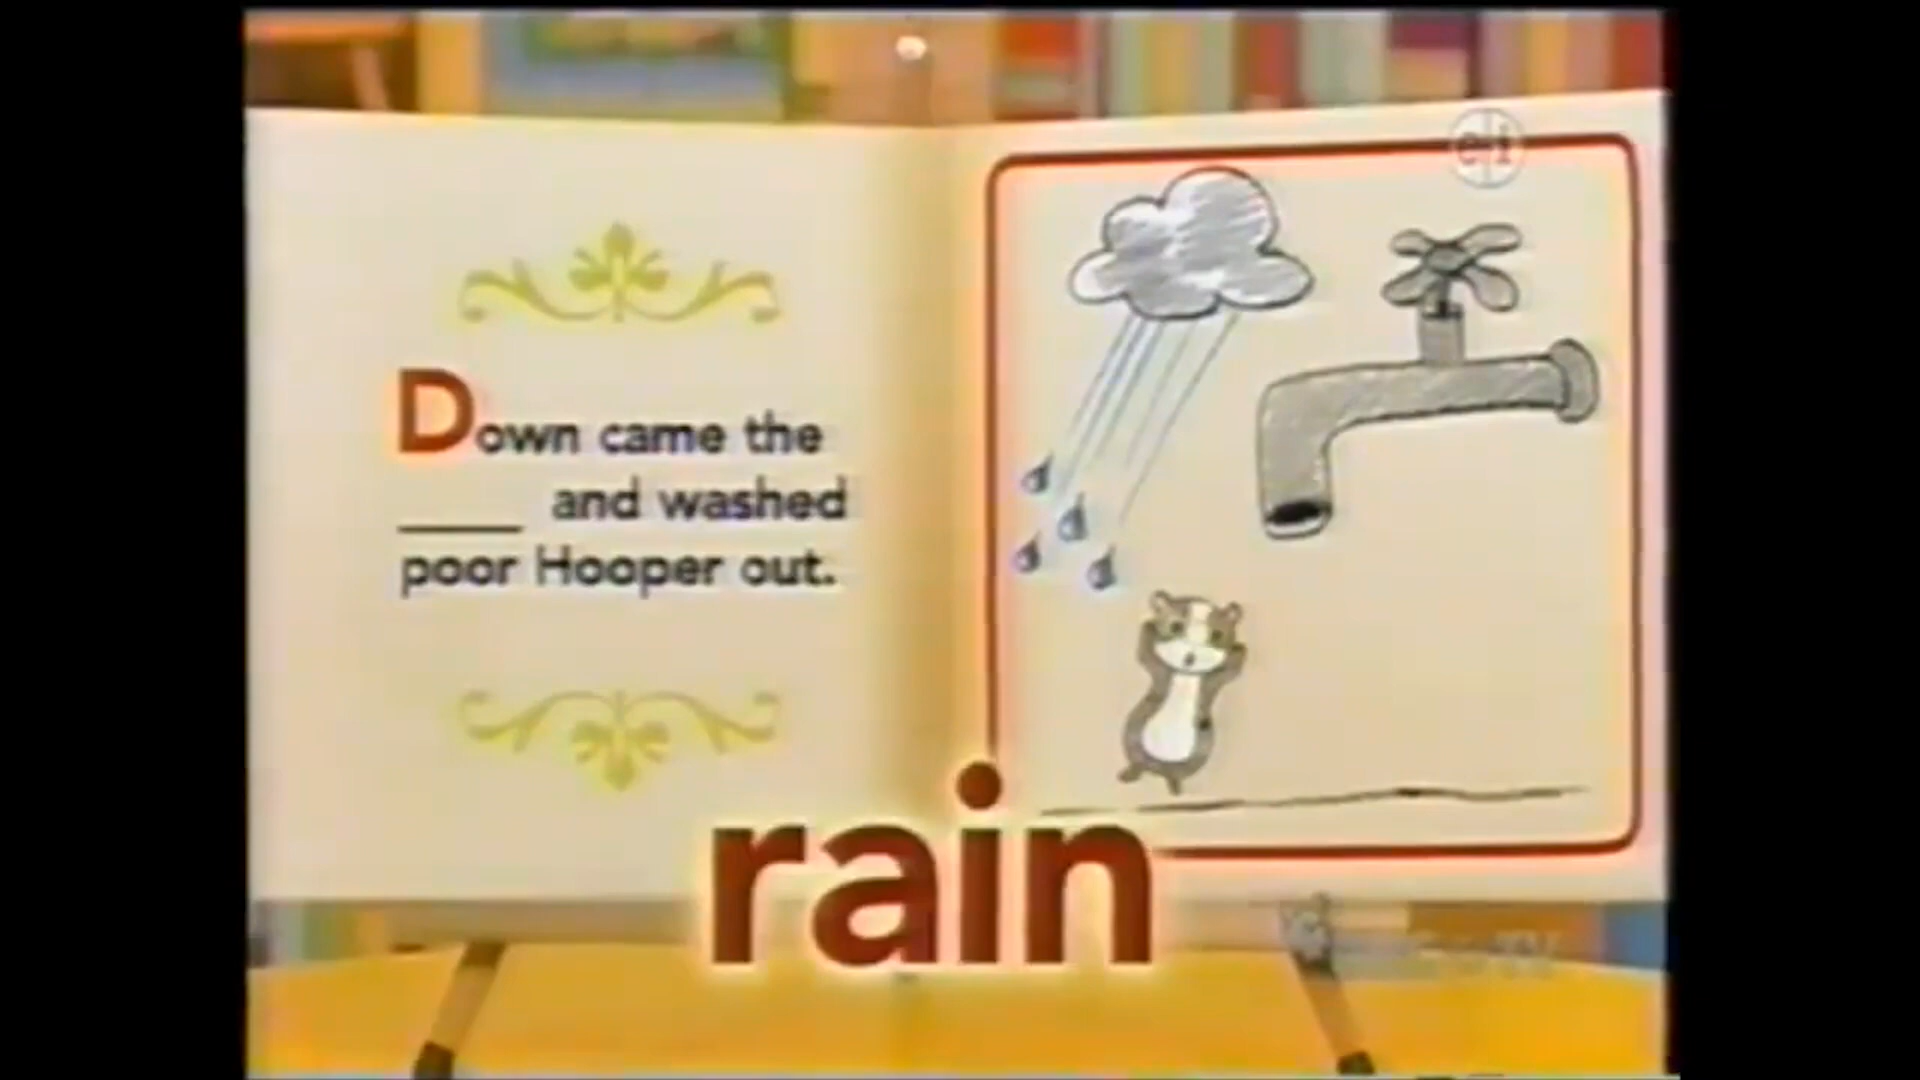 e/i
Down came the
____ and washed
poor Hooper out.
rain